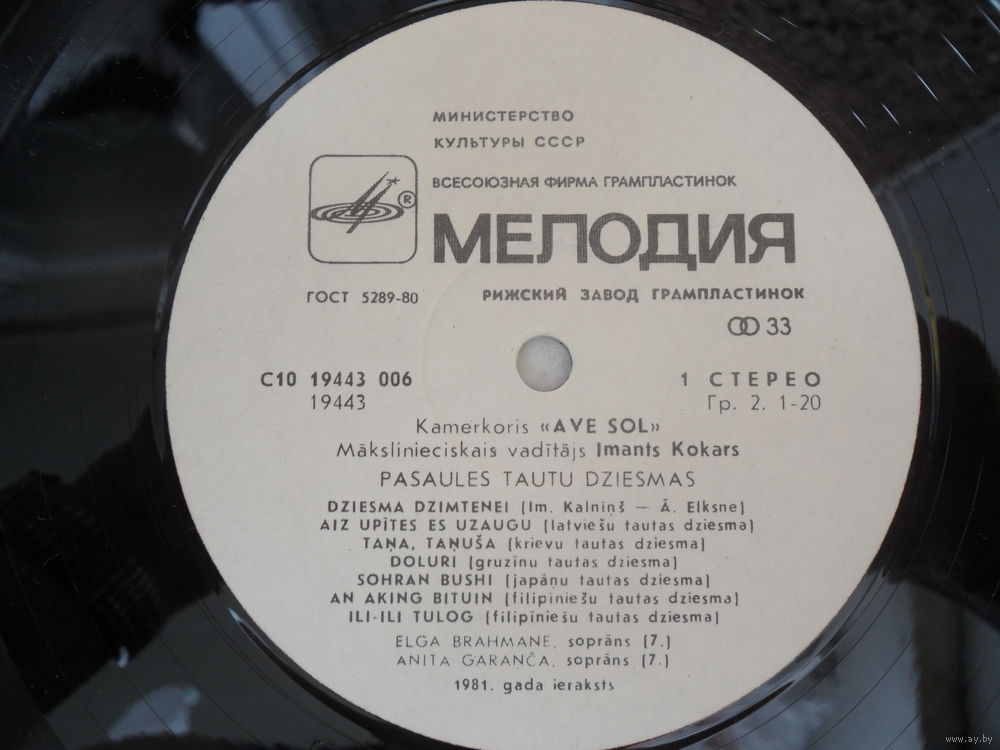 МИНИСТЕРСТВО
КУЛЬТУРЫ СССР
ВСЕСОЮЗНАЯ ФИРМА ГРАМПЛАСТИНОК
®
МЕЛОДИЯ
ГОСТ 5289-80
РИЖСКИЙ ЗАВОД ГРАМПЛАСТИНОК
33
С10 19443 006
1 СТЕРЕО
19443
Гр. 2. 1-20
Kamerkoris «AVE SOL»
Mākslinieciskais vadītājs Imants Kokars
PASAULES TAUTU DZIESMAS
DZIESMA DZIMTENEI (Im. Kalniņš — Ā. Elksne)
AIZ UPĪTES ES UZAUGU (latviešu tautas dziesma)
TAŅA, TAŅUŠA (krievu tautas dziesma)
DOLURI (gruzīnu tautas dziesma)
SOHRAN BUSHI (japāņu tautas dziesma)
AN AKING BITUIN (filipīniešu tautas dziesma)
ILI-ILI TULOG (filipīniešu tautas dziesma)
ELGA BRAHMANE, soprāns (7.)
ANITA GARANČA, soprāns (7.)
1981. gada ieraksts
www.ay.by